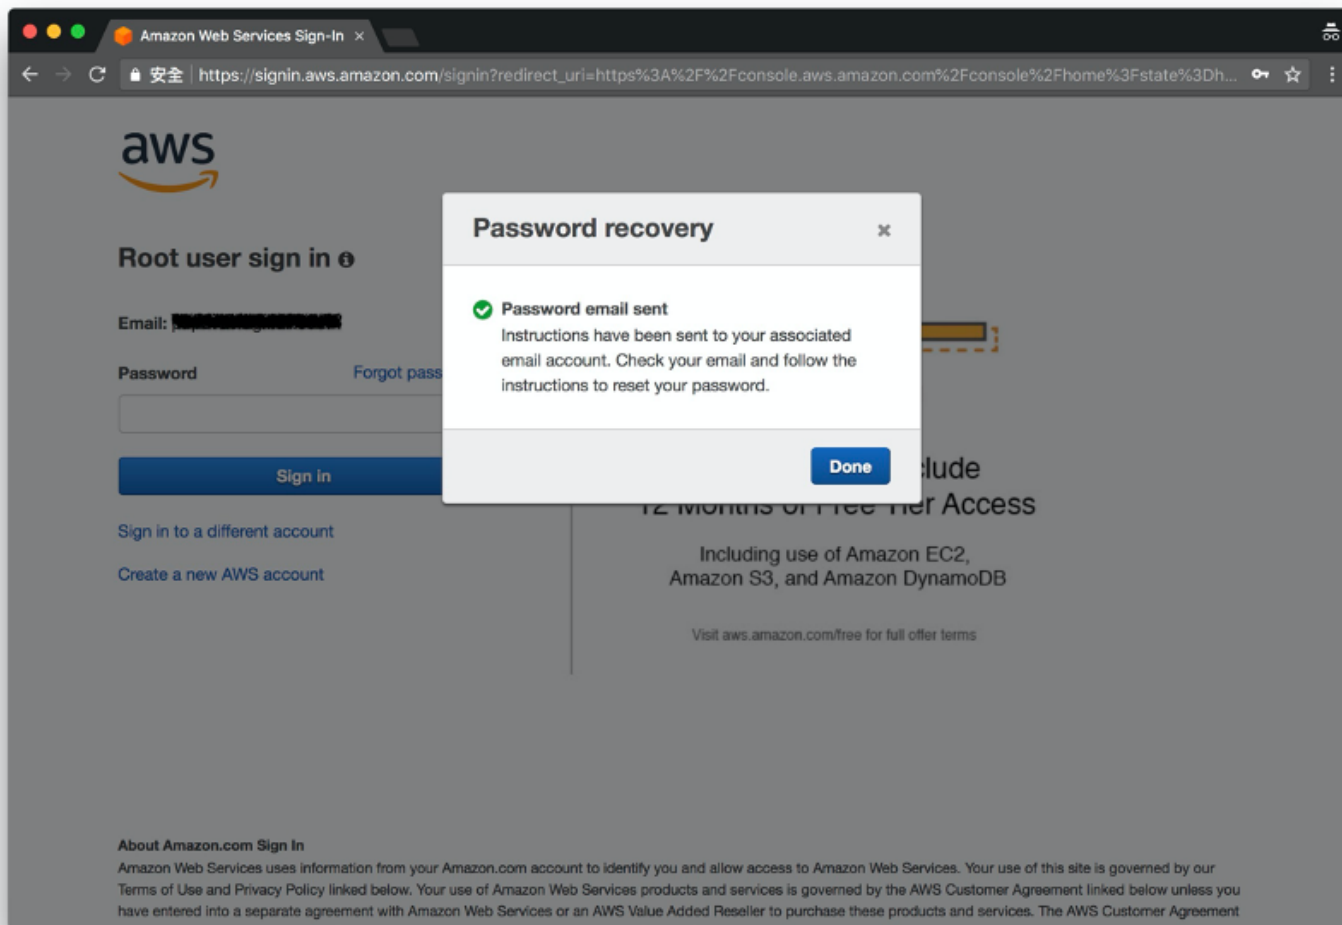 Amazon Web Services Sign-In
安全 https://signin.aws.amazon.com/signin?redirect_uri=https%3A%2F%2Fconsole.aws.amazon.com%2Fconsole%2Fhome%3Fstate%3Dh...
aws
Password recovery
Root user sign in
Password email sent
Instructions have been sent to your associated
email account. Check your email and follow the
instructions to reset your password.
Email:
Password Forgot pass
Done
Sign in
lude
12 Months of Free Tier Access
Sign in to a different account
Create a new AWS account
Including use of Amazon EC2,
Amazon S3, and Amazon DynamoDB
Visit aws.amazon.com/free for full offer terms
About Amazon.com Sign In
Amazon Web Services uses information from your Amazon.com account to identify you and allow access to Amazon Web Services. Your use of this site is governed by our
Terms of Use and Privacy Policy linked below. Your use of Amazon Web Services products and services is governed by the AWS Customer Agreement linked below unless you
have entered into a separate agreement with Amazon Web Services or an AWS Value Added Reseller to purchase these products and services. The AWS Customer Agreement